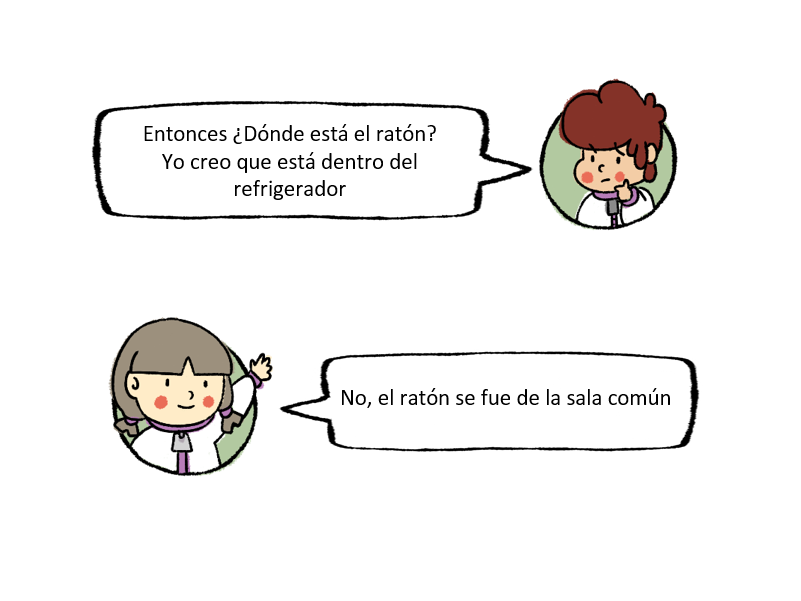 Entonces ¿Dónde está el ratón?
Yo creo que está dentro del
refrigerador
No, el ratón se fue de la sala común